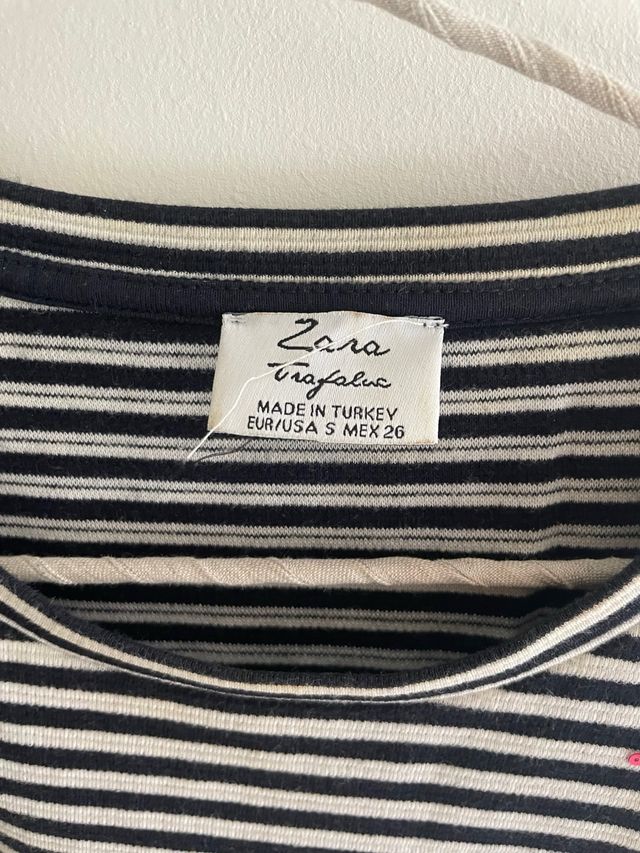 Zara
Trafaluc
MADE IN TURKEY
EUR/USA S MEX 26